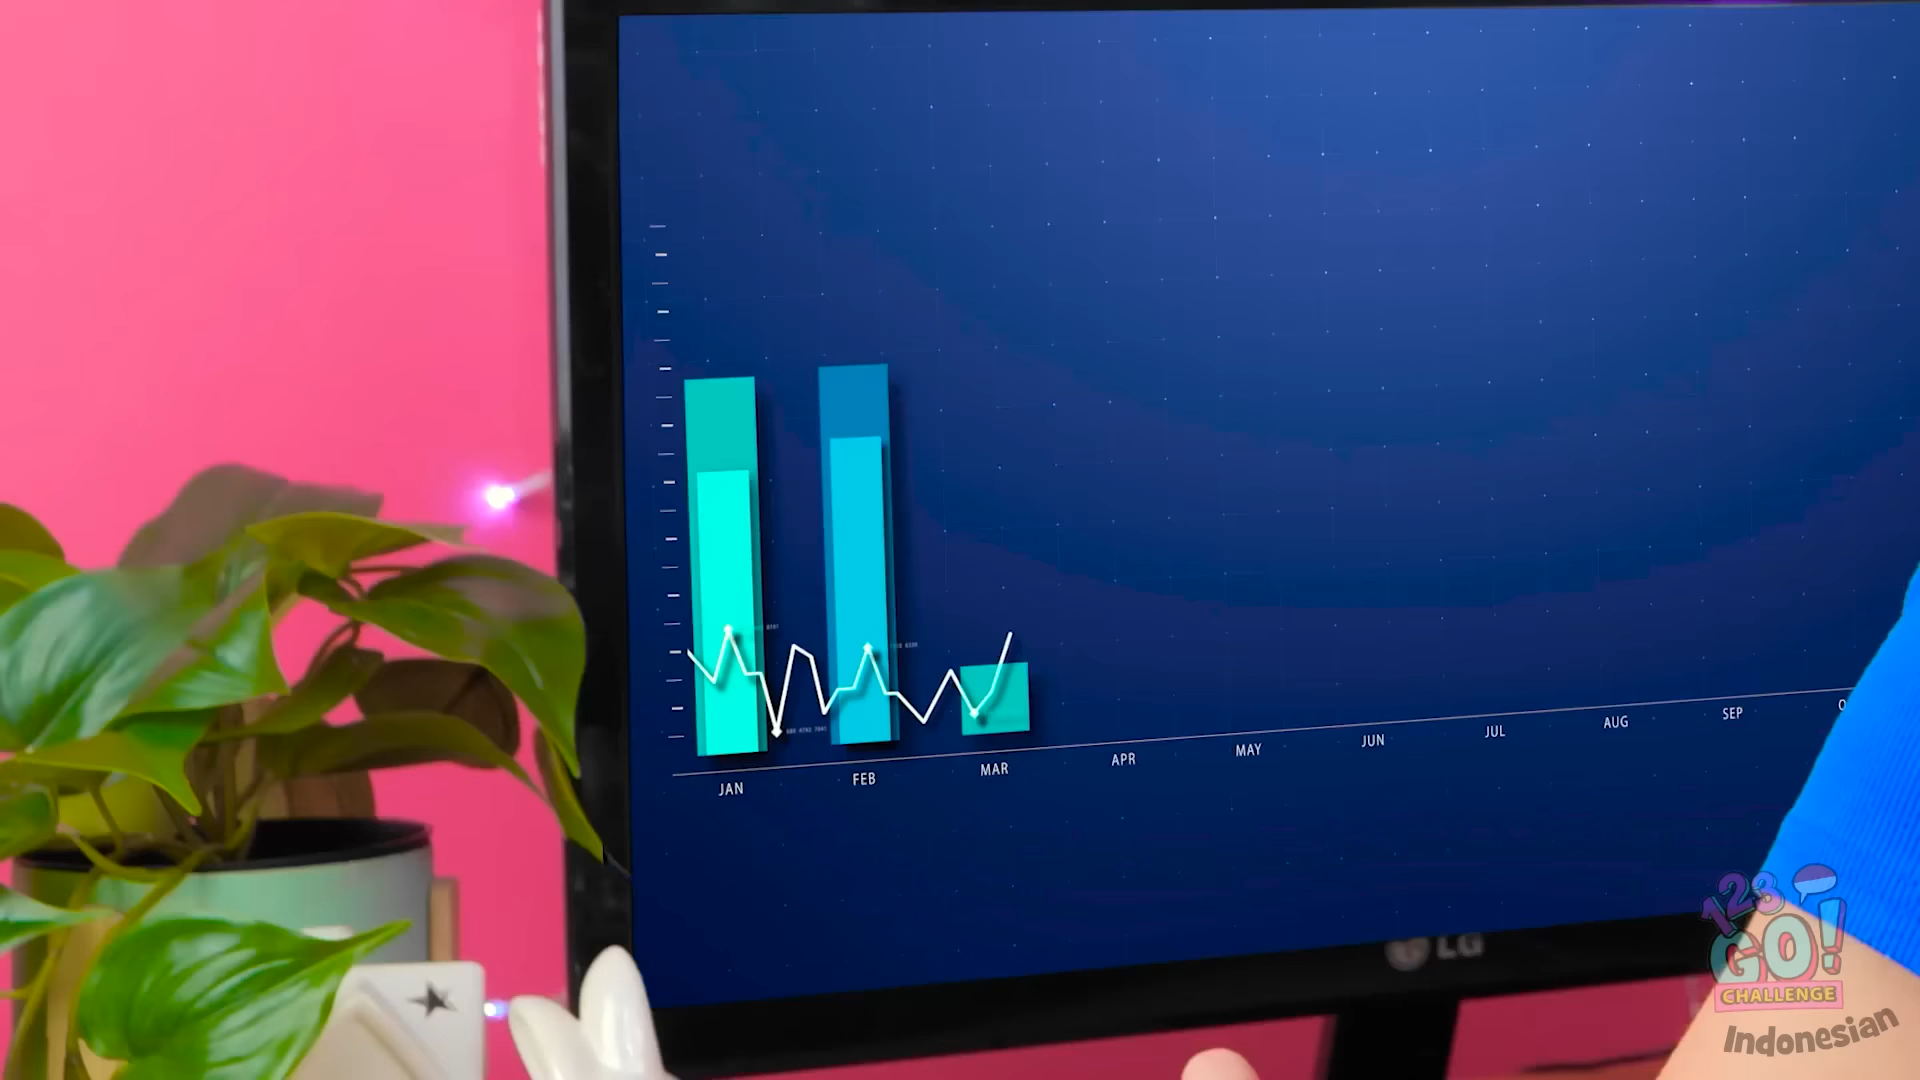 JAN
FEB
MAR
APR
MAY
JUN
JUL
AUG
SEP
LG
123
GO!
CHALLENGE
Indonesian